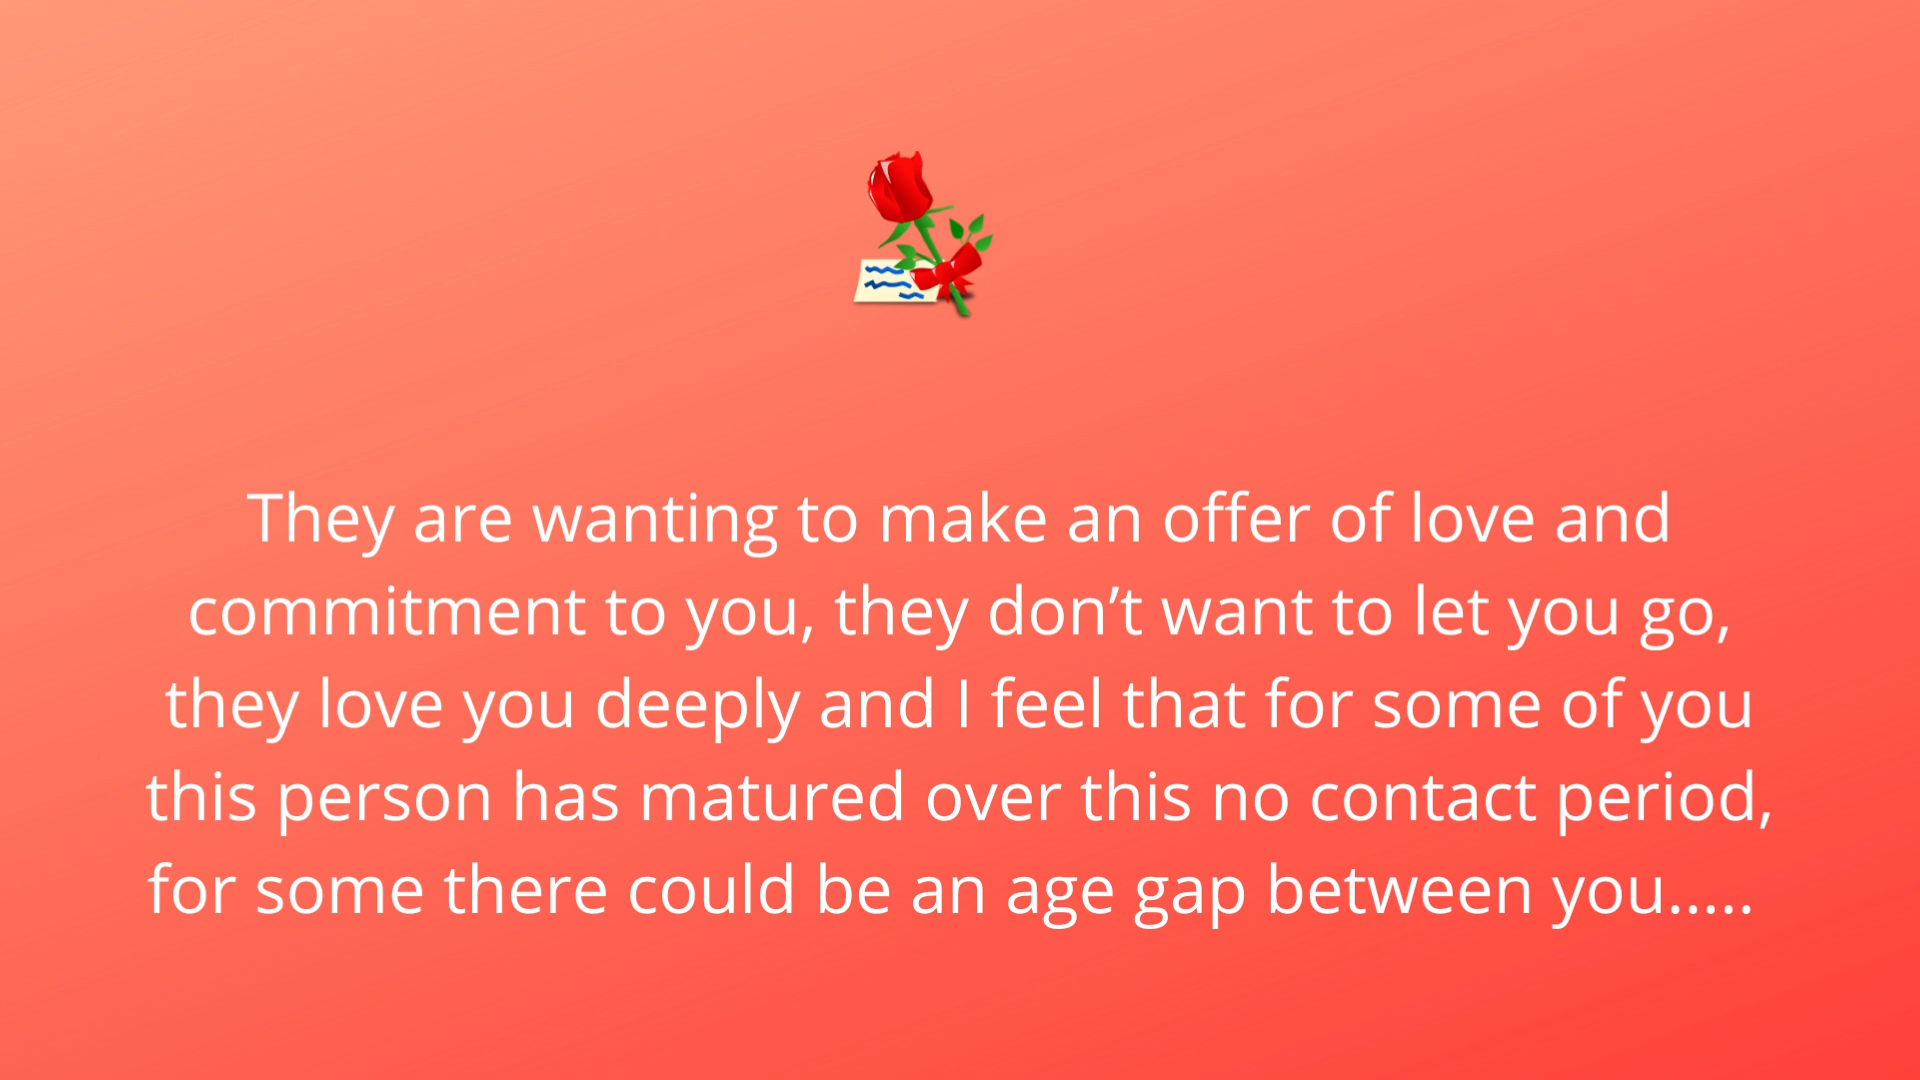 They are wanting to make an offer of love and
commitment to you, they don’t want to let you go,
they love you deeply and I feel that for some of you
this person has matured over this no contact period,
for some there could be an age gap between you.....